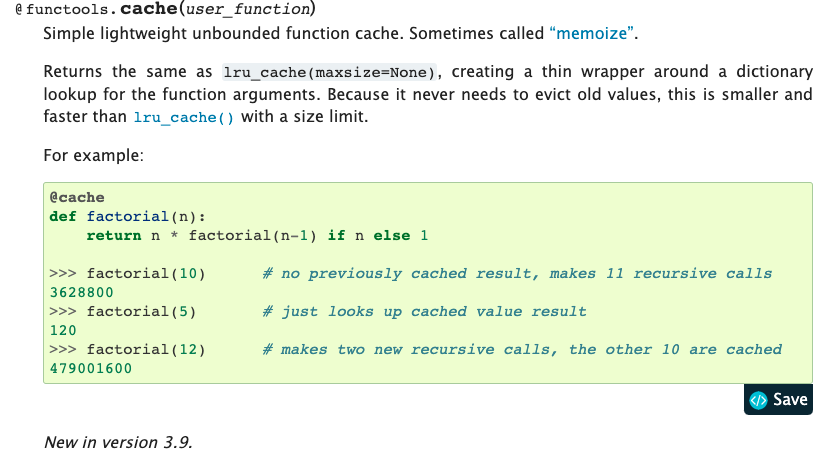 @functools.cache(user_function)
Simple lightweight unbounded function cache. Sometimes called “memoize”.
Returns the same as lru_cache(maxsize=None), creating a thin wrapper around a dictionary
lookup for the function arguments. Because it never needs to evict old values, this is smaller and
faster than lru_cache() with a size limit.
For example:
@cache
def factorial(n):
    return n * factorial(n-1) if n else 1
>>> factorial(10)      # no previously cached result, makes 11 recursive calls
3628800
>>> factorial(5)       # just looks up cached value result
120
>>> factorial(12)      # makes two new recursive calls, the other 10 are cached
479001600
</> Save
New in version 3.9.